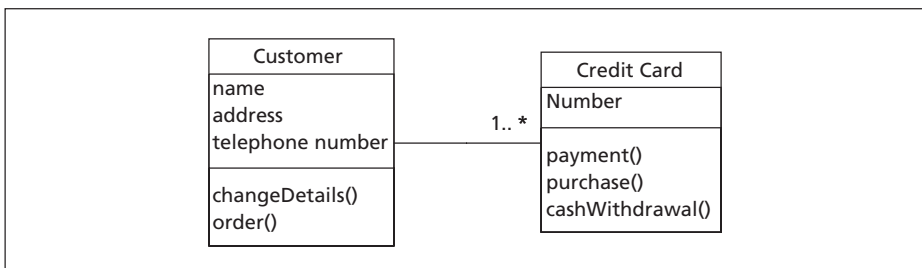 Customer
name
address
telephone number
changeDetails()
order()
1.. *
Credit Card
Number
payment()
purchase()
cashWithdrawal()